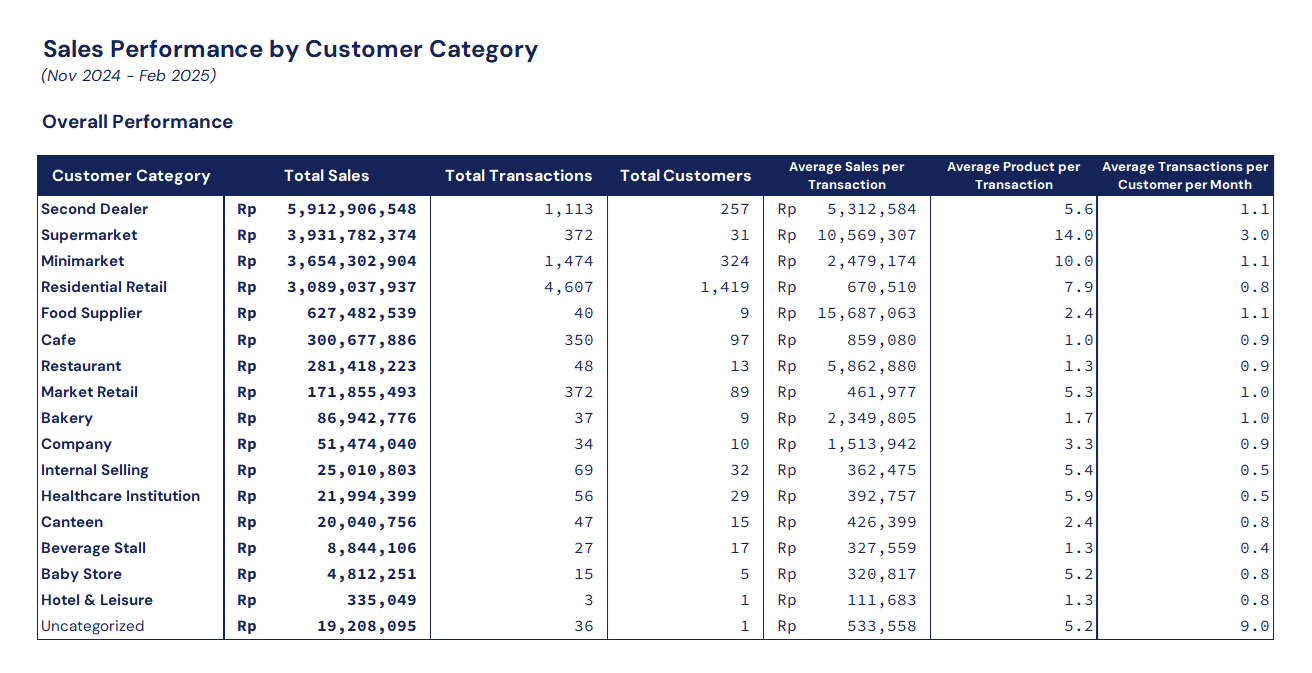 Sales Performance by Customer Category
(Nov 2024 - Feb 2025)
Overall Performance
Customer Category Total Sales Total Transactions Total Customers Average Sales per Transaction Average Product per Transaction Average Transactions per Customer per Month
Second Dealer Rp 5,912,906,548 1,113 257 Rp 5,312,584 5.6 1.1
Supermarket Rp 3,931,782,374 372 31 Rp 10,569,307 14.0 3.0
Minimarket Rp 3,654,302,904 1,474 324 Rp 2,479,174 10.0 1.1
Residential Retail Rp 3,089,037,937 4,607 1,419 Rp 670,510 7.9 0.8
Food Supplier Rp 627,482,539 40 9 Rp 15,687,063 2.4 1.1
Cafe Rp 300,677,886 350 97 Rp 859,080 1.0 0.9
Restaurant Rp 281,418,223 48 13 Rp 5,862,880 1.3 0.9
Market Retail Rp 171,855,493 372 89 Rp 461,977 5.3 1.0
Bakery Rp 86,942,776 37 9 Rp 2,349,805 1.7 1.0
Company Rp 51,474,040 34 10 Rp 1,513,942 3.3 0.9
Internal Selling Rp 25,010,803 69 32 Rp 362,475 5.4 0.5
Healthcare Institution Rp 21,994,399 56 29 Rp 392,757 5.9 0.5
Canteen Rp 20,040,756 47 15 Rp 426,399 2.4 0.8
Beverage Stall Rp 8,844,106 27 17 Rp 327,559 1.3 0.4
Baby Store Rp 4,812,251 15 5 Rp 320,817 5.2 0.8
Hotel & Leisure Rp 335,049 3 1 Rp 111,683 1.3 0.8
Uncategorized Rp 19,208,095 36 1 Rp 533,558 5.2 9.0